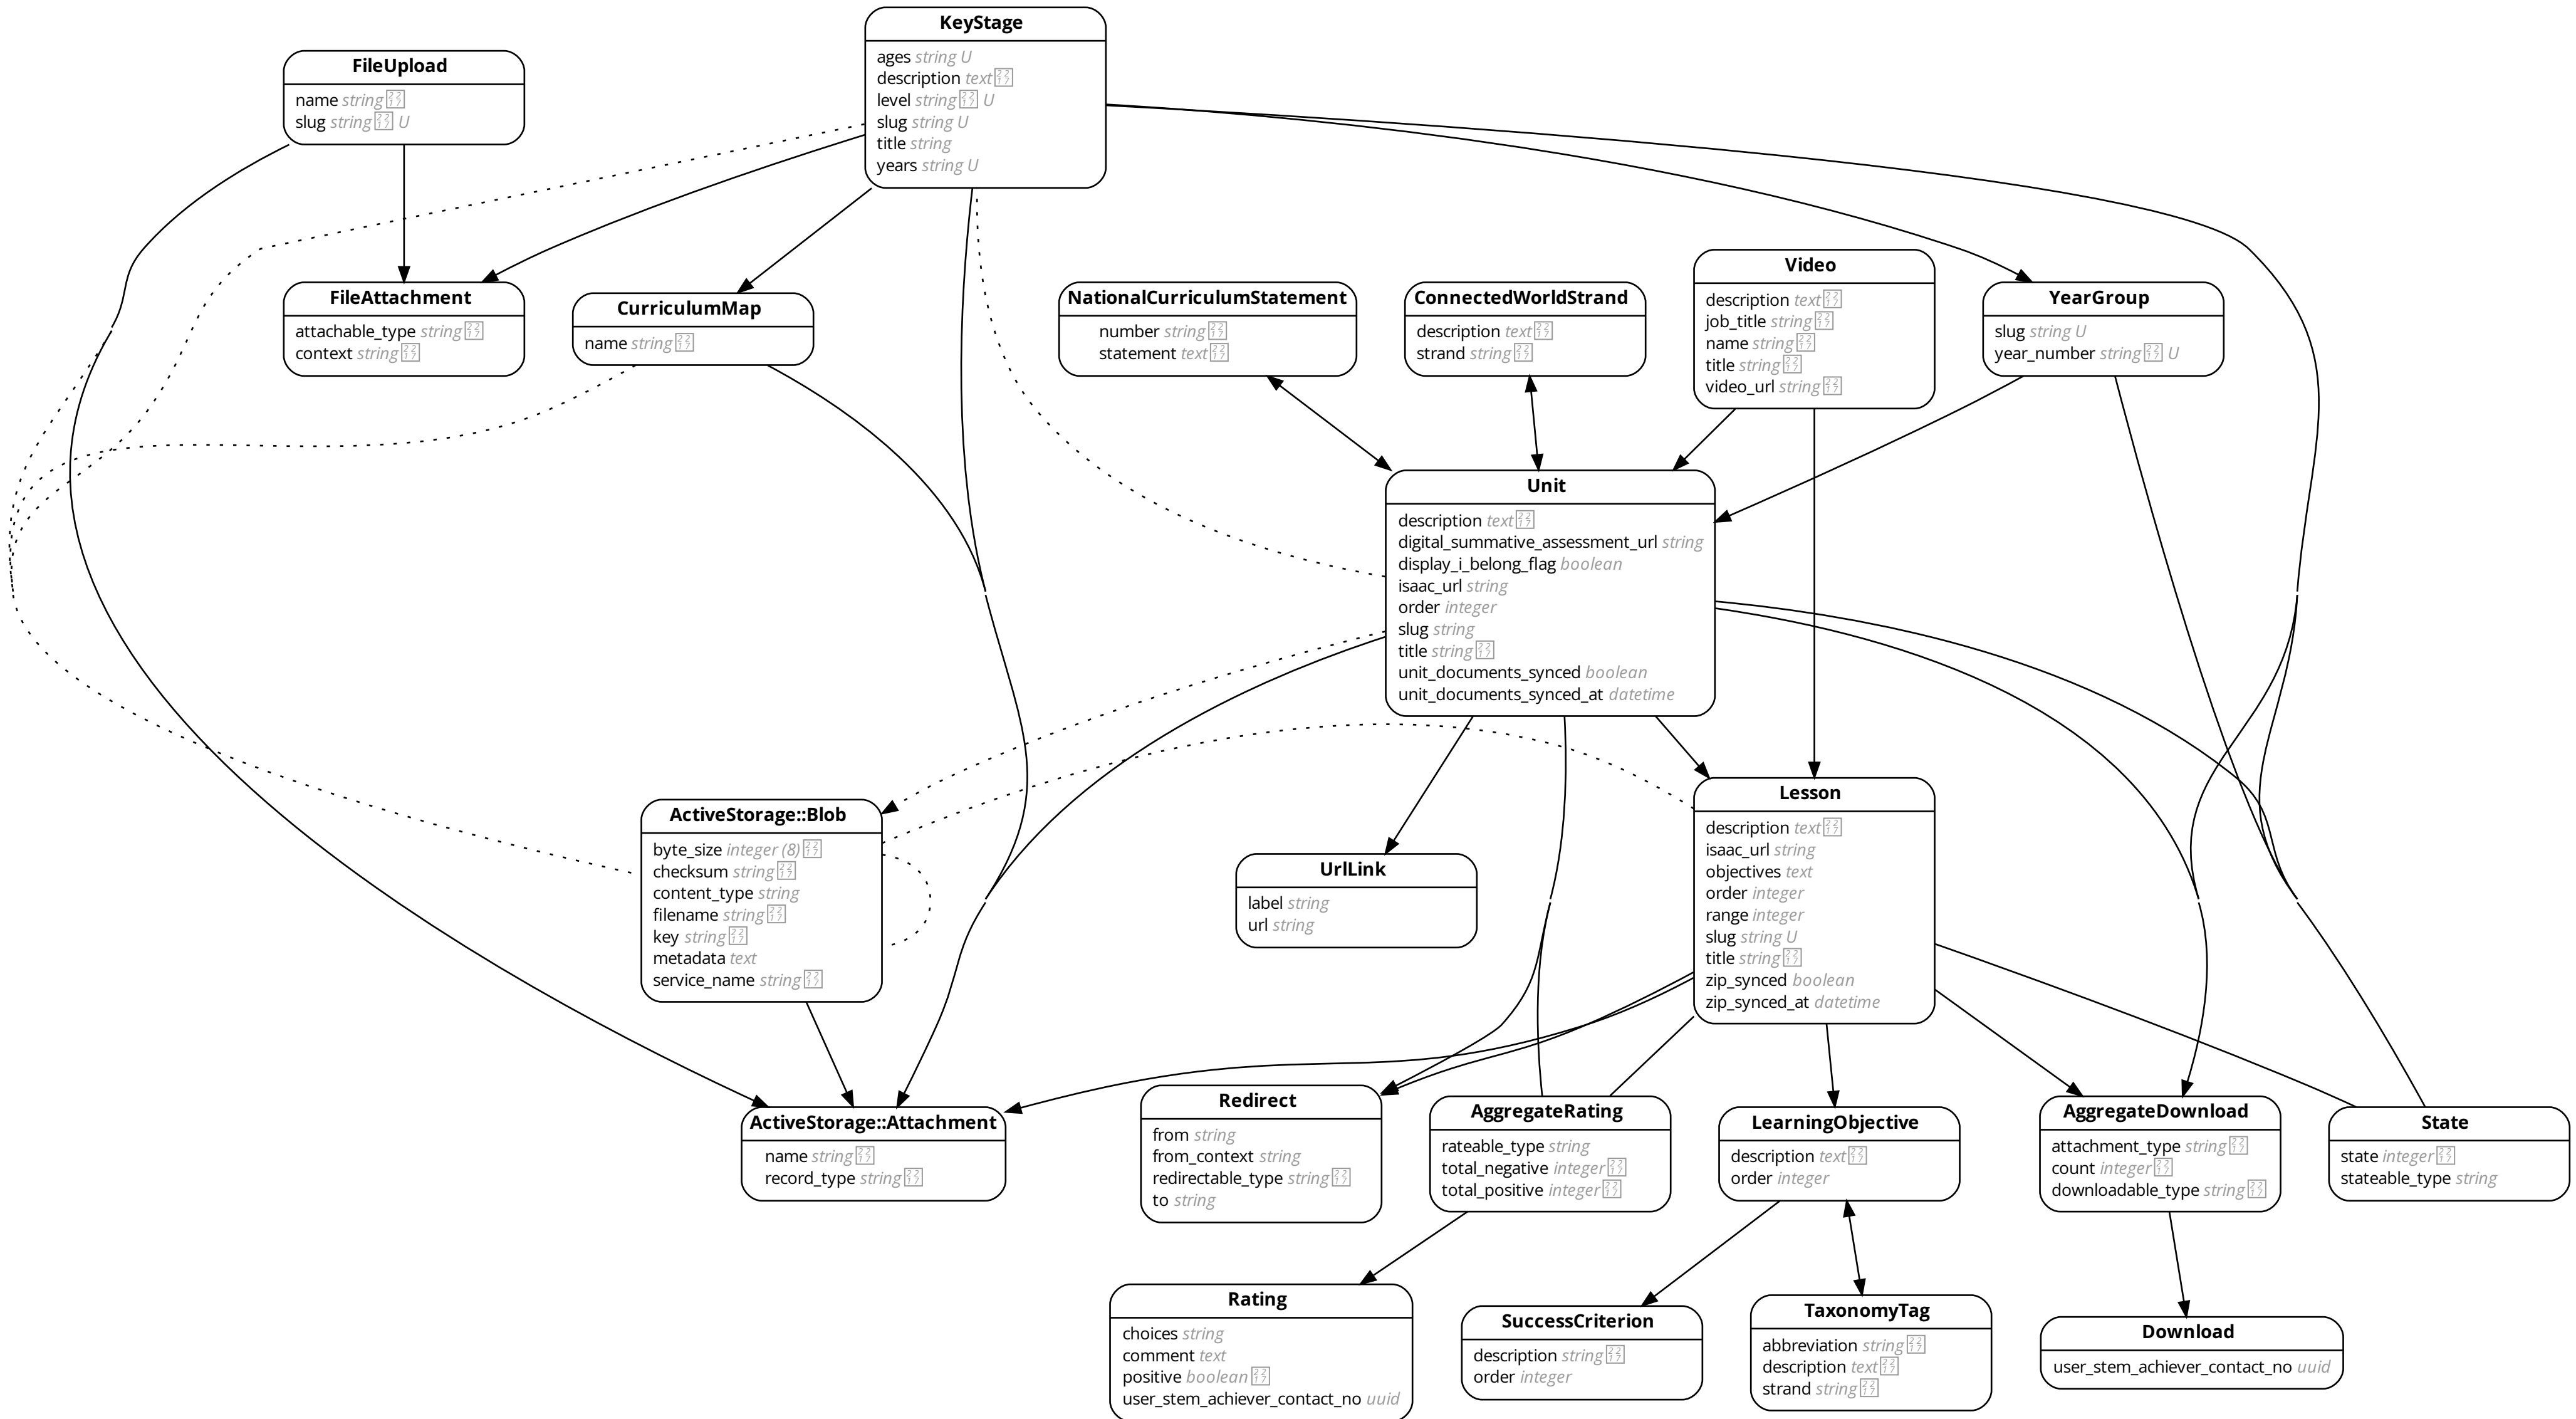 KeyStage
ages string U
description text
level string U
slug string U
title string
years string U
FileUpload
name string
slug string U
FileAttachment
attachable_type string
context string
CurriculumMap
name string
NationalCurriculumStatement
number string
statement text
ConnectedWorldStrand
description text
strand string
Video
description text
job_title string
name string
title string
video_url string
YearGroup
slug string U
year_number string U
Unit
description text
digital_summative_assessment_url string
display_i_belong_flag boolean
isaac_url string
order integer
slug string
title string
unit_documents_synced boolean
unit_documents_synced_at datetime
ActiveStorage::Blob
byte_size integer (8)
checksum string
content_type string
filename string
key string
metadata text
service_name string
UrlLink
label string
url string
Lesson
description text
isaac_url string
objectives text
order integer
range integer
slug string U
title string
zip_synced boolean
zip_synced_at datetime
ActiveStorage::Attachment
name string
record_type string
Redirect
from string
from_context string
redirectable_type string
to string
AggregateRating
rateable_type string
total_negative integer
total_positive integer
LearningObjective
description text
order integer
AggregateDownload
attachment_type string
count integer
downloadable_type string
State
state integer
stateable_type string
Rating
choices string
comment text
positive boolean
user_stem_achiever_contact_no uuid
SuccessCriterion
description string
order integer
TaxonomyTag
abbreviation string
description text
strand string
Download
user_stem_achiever_contact_no uuid